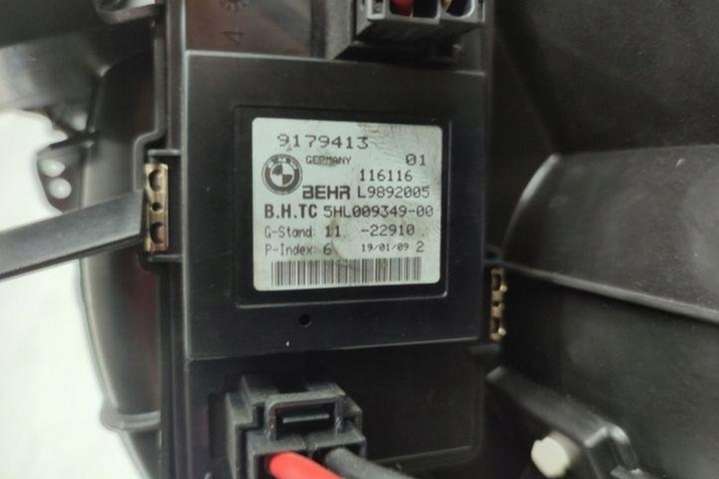 9179413
GERMANY 01
116116
BEHR L9892005
B.H.TC 5HL009349-00
Q-Stand: 11 -22910
P-Index: 6 19/01/09 2